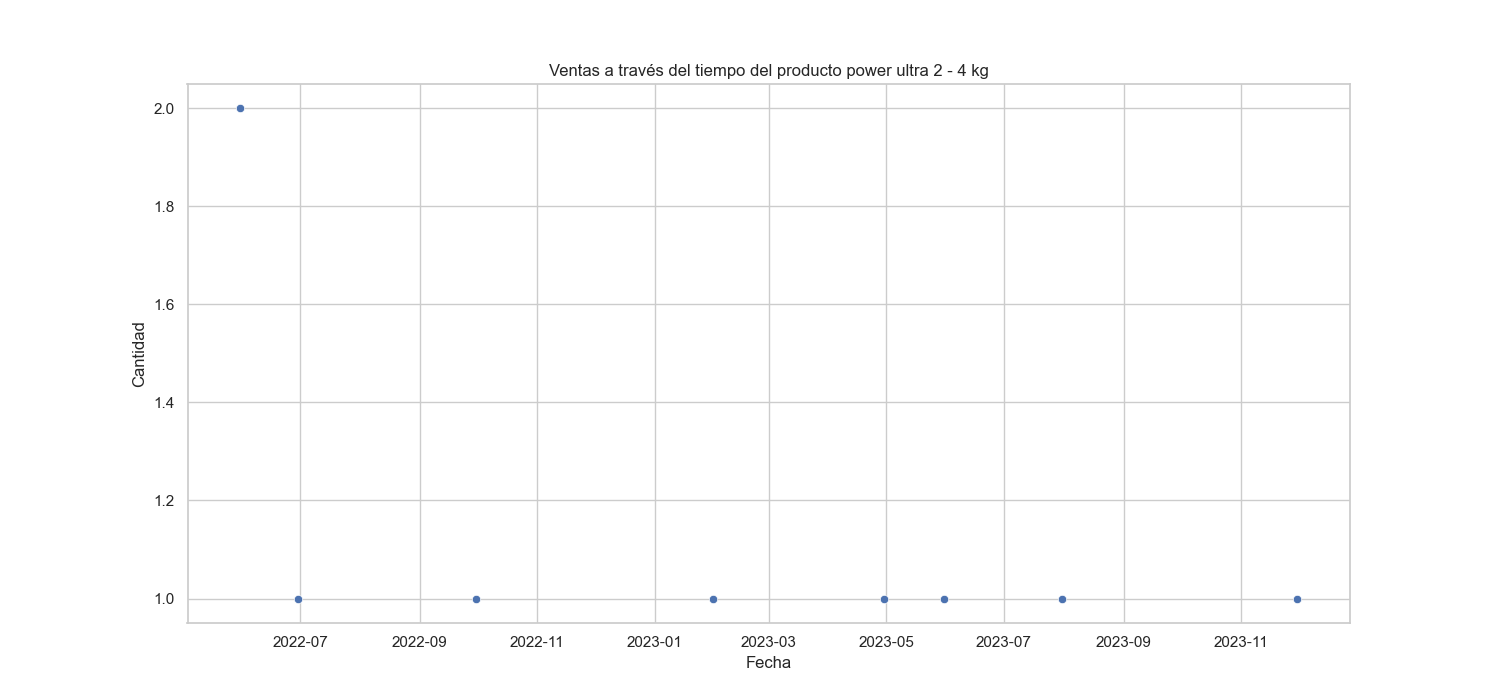 Ventas a través del tiempo del producto power ultra 2 - 4 kg
2.0
1.8
1.6
1.4
1.2
1.0
Cantidad
2022-07 2022-09 2022-11 2023-01 2023-03 2023-05 2023-07 2023-09 2023-11
Fecha